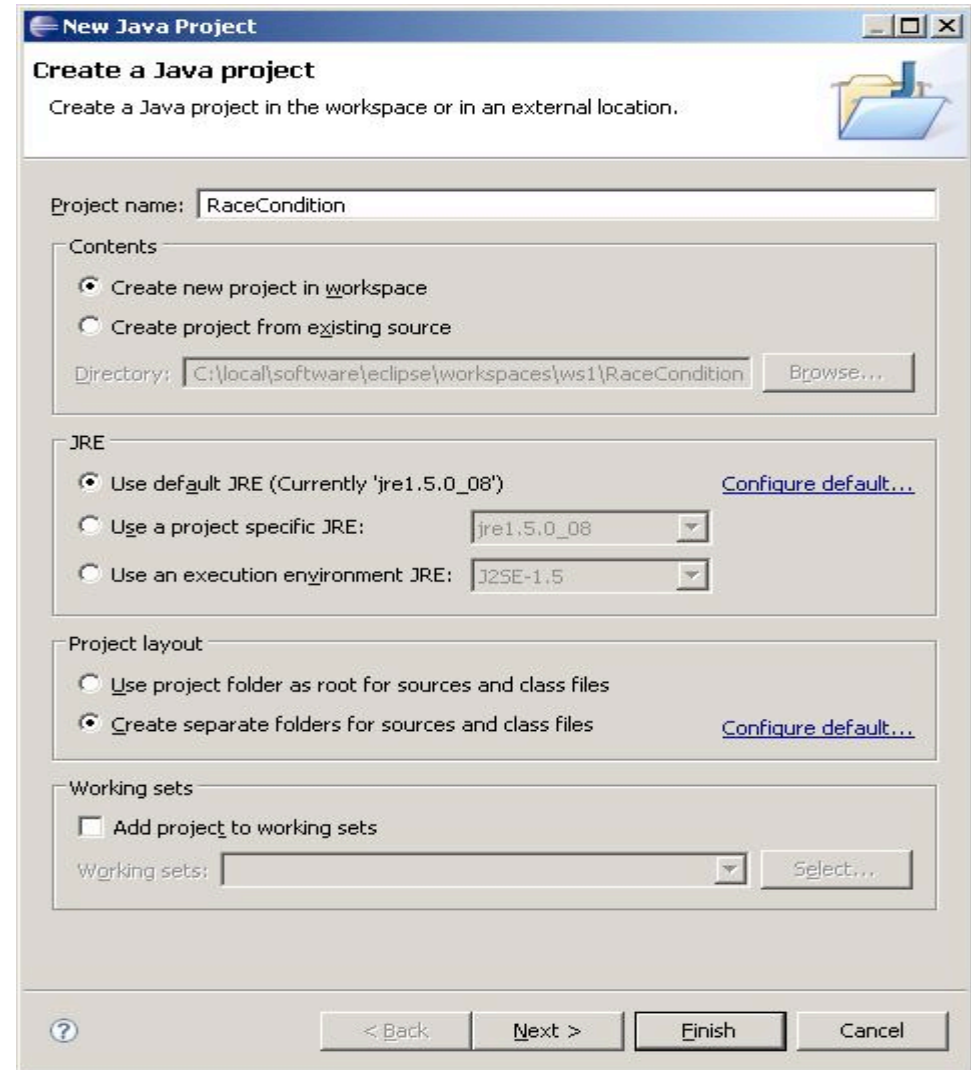 New Java Project
Create a Java project
Create a Java project in the workspace or in an external location.
Project name: RaceCondition
Contents
Create new project in workspace
Create project from existing source
Directory: C:\local\software\eclipse\workspaces\ws1\RaceCondition Browse...
JRE
Use default JRE (Currently 'jre1.5.0_08') Configure default...
Use a project specific JRE: jre1.5.0_08
Use an execution environment JRE: J2SE-1.5
Project layout
Use project folder as root for sources and class files
Create separate folders for sources and class files Configure default...
Working sets
Add project to working sets
Working sets: Select...
? < Back Next > Finish Cancel